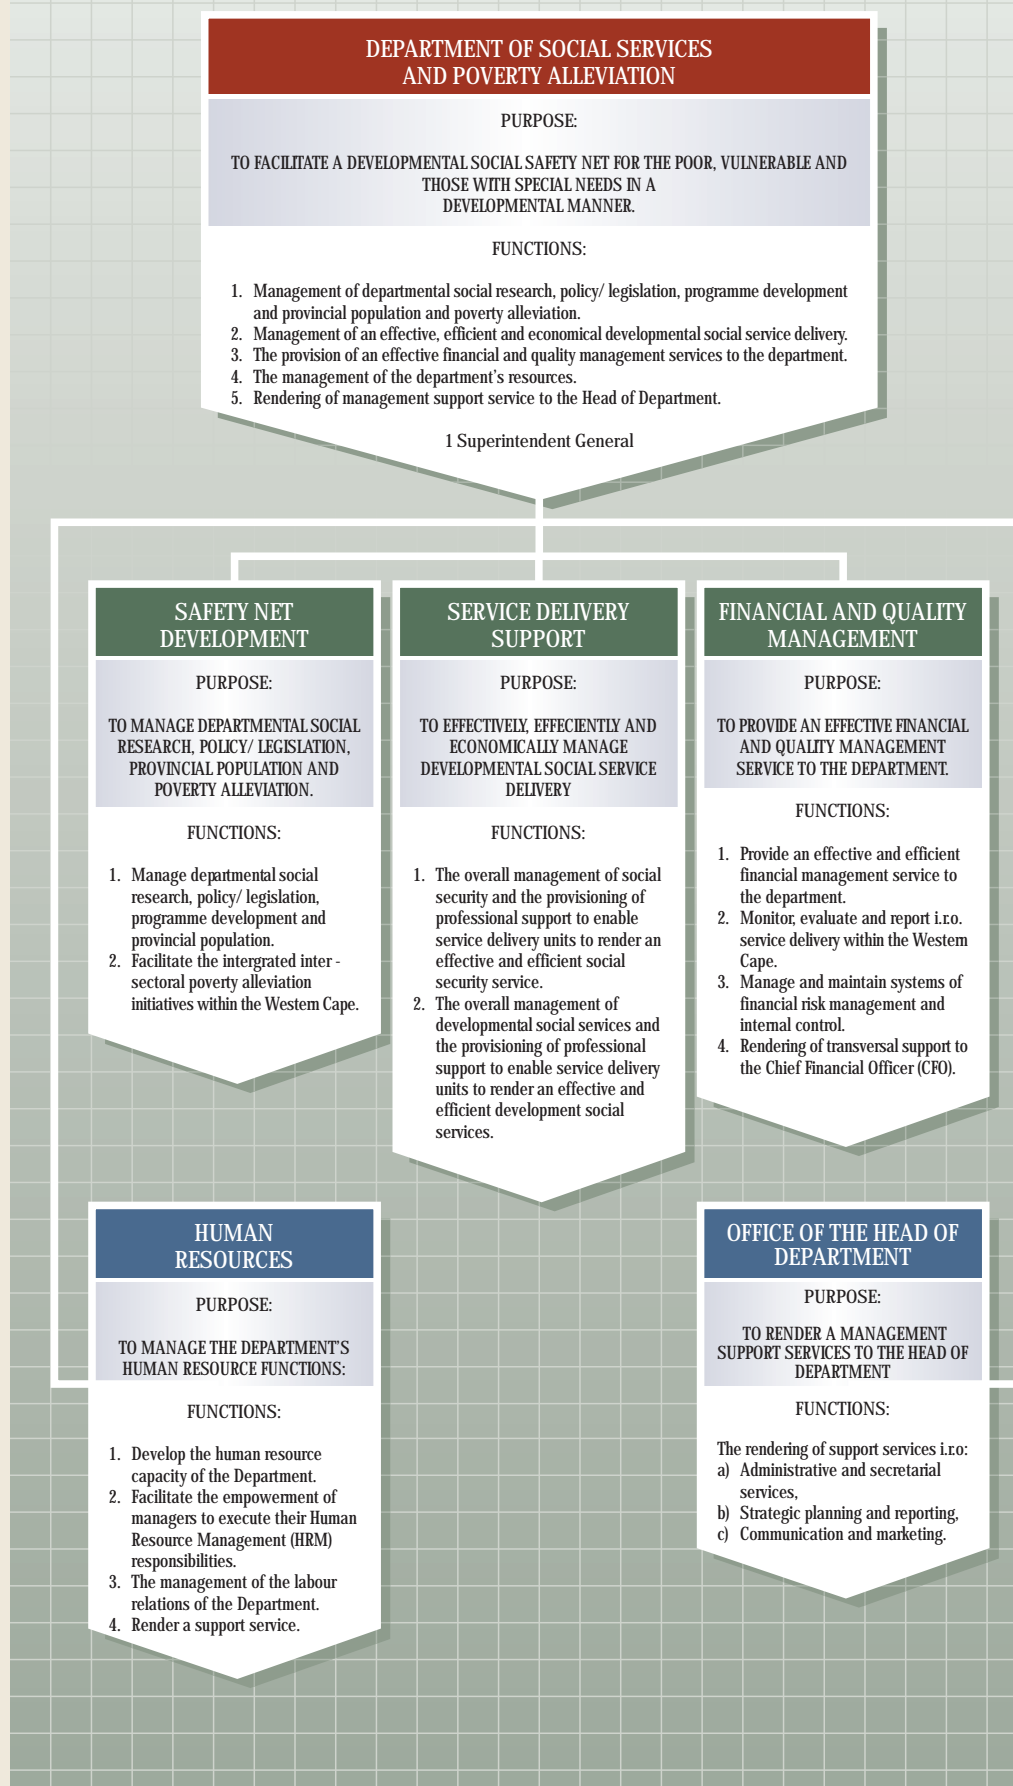 DEPARTMENT OF SOCIAL SERVICES
AND POVERTY ALLEVIATION
PURPOSE:
TO FACILITATE A DEVELOPMENTAL SOCIAL SAFETY NET FOR THE POOR, VULNERABLE AND
THOSE WITH SPECIAL NEEDS IN A
DEVELOPMENTAL MANNER.
FUNCTIONS:
1. Management of departmental social research, policy/ legislation, programme development
and provincial population and poverty alleviation.
2. Management of an effective, efficient and economical developmental social service delivery.
3. The provision of an effective financial and quality management services to the department.
4. The management of the department's resources.
5. Rendering of management support service to the Head of Department.
1 Superintendent General
SAFETY NET
DEVELOPMENT
PURPOSE:
TO MANAGE DEPARTMENTAL SOCIAL
RESEARCH, POLICY/ LEGISLATION,
PROVINCIAL POPULATION AND
POVERTY ALLEVIATION.
FUNCTIONS:
1. Manage departmental social
research, policy/ legislation,
programme development and
provincial population.
2. Facilitate the intergrated inter -
sectoral poverty alleviation
initiatives within the Western Cape.
SERVICE DELIVERY
SUPPORT
PURPOSE:
TO EFFECTIVELY, EFFECIENTLY AND
ECONOMICALLY MANAGE
DEVELOPMENTAL SOCIAL SERVICE
DELIVERY
FUNCTIONS:
1. The overall management of social
security and the provisioning of
professional support to enable
service delivery units to render an
effective and efficient social
security service.
2. The overall management of
developmental social services and
the provisioning of professional
support to enable service delivery
units to render an effective and
efficient development social
services.
FINANCIAL AND QUALITY
MANAGEMENT
PURPOSE:
TO PROVIDE AN EFFECTIVE FINANCIAL
AND QUALITY MANAGEMENT
SERVICE TO THE DEPARTMENT.
FUNCTIONS:
1. Provide an effective and efficient
financial management service to
the department.
2. Monitor, evaluate and report i.r.o.
service delivery within the Western
Cape.
3. Manage and maintain systems of
financial risk management and
internal control.
4. Rendering of transversal support to
the Chief Financial Officer (CFO).
HUMAN
RESOURCES
PURPOSE:
TO MANAGE THE DEPARTMENT'S
HUMAN RESOURCE FUNCTIONS:
FUNCTIONS:
1. Develop the human resource
capacity of the Department.
2. Facilitate the empowerment of
managers to execute their Human
Resource Management (HRM)
responsibilities.
3. The management of the labour
relations of the Department.
4. Render a support service.
OFFICE OF THE HEAD OF
DEPARTMENT
PURPOSE:
TO RENDER A MANAGEMENT
SUPPORT SERVICES TO THE HEAD OF
DEPARTMENT
FUNCTIONS:
The rendering of support services i.r.o:
a) Administrative and secretarial
services,
b) Strategic planning and reporting,
c) Communication and marketing.